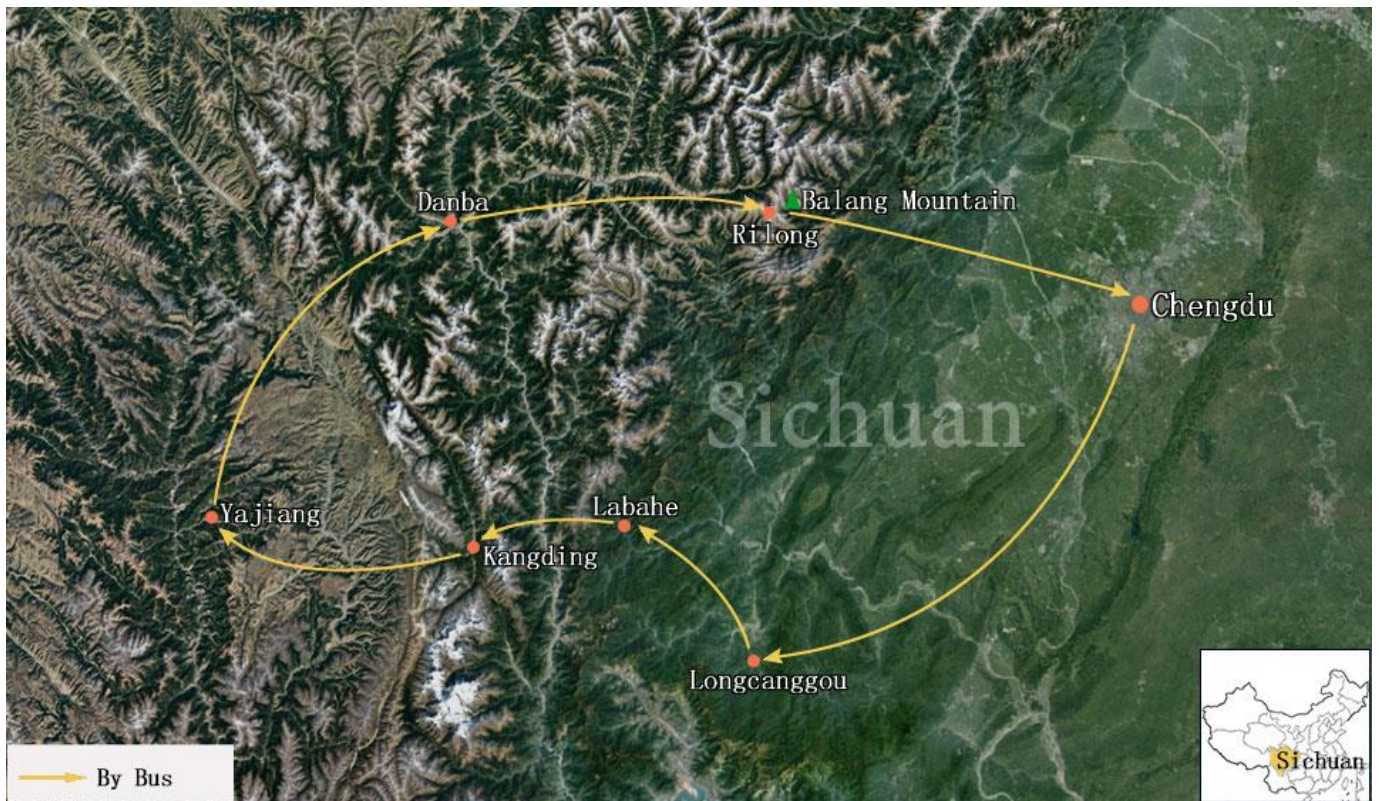 Danba
Balang Mountain
Rilong
Chengdu
Sichuan
Labahe
Yajiang
Kangding
Longcanggou
By Bus
Sichuan